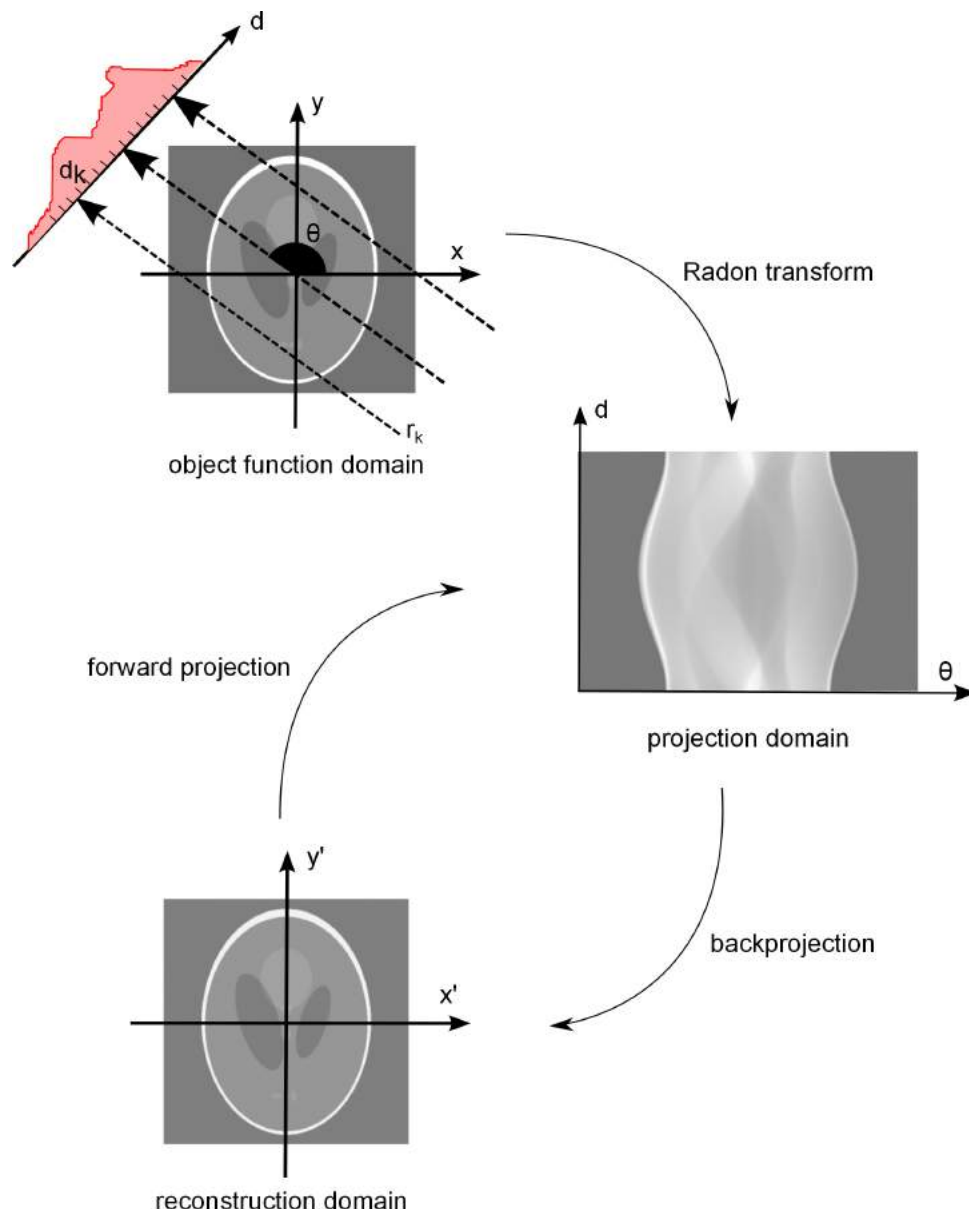 d
y
d_k
θ
x
Radon transform
r_k
object function domain
d
forward projection
θ
projection domain
y'
backprojection
x'
reconstruction domain